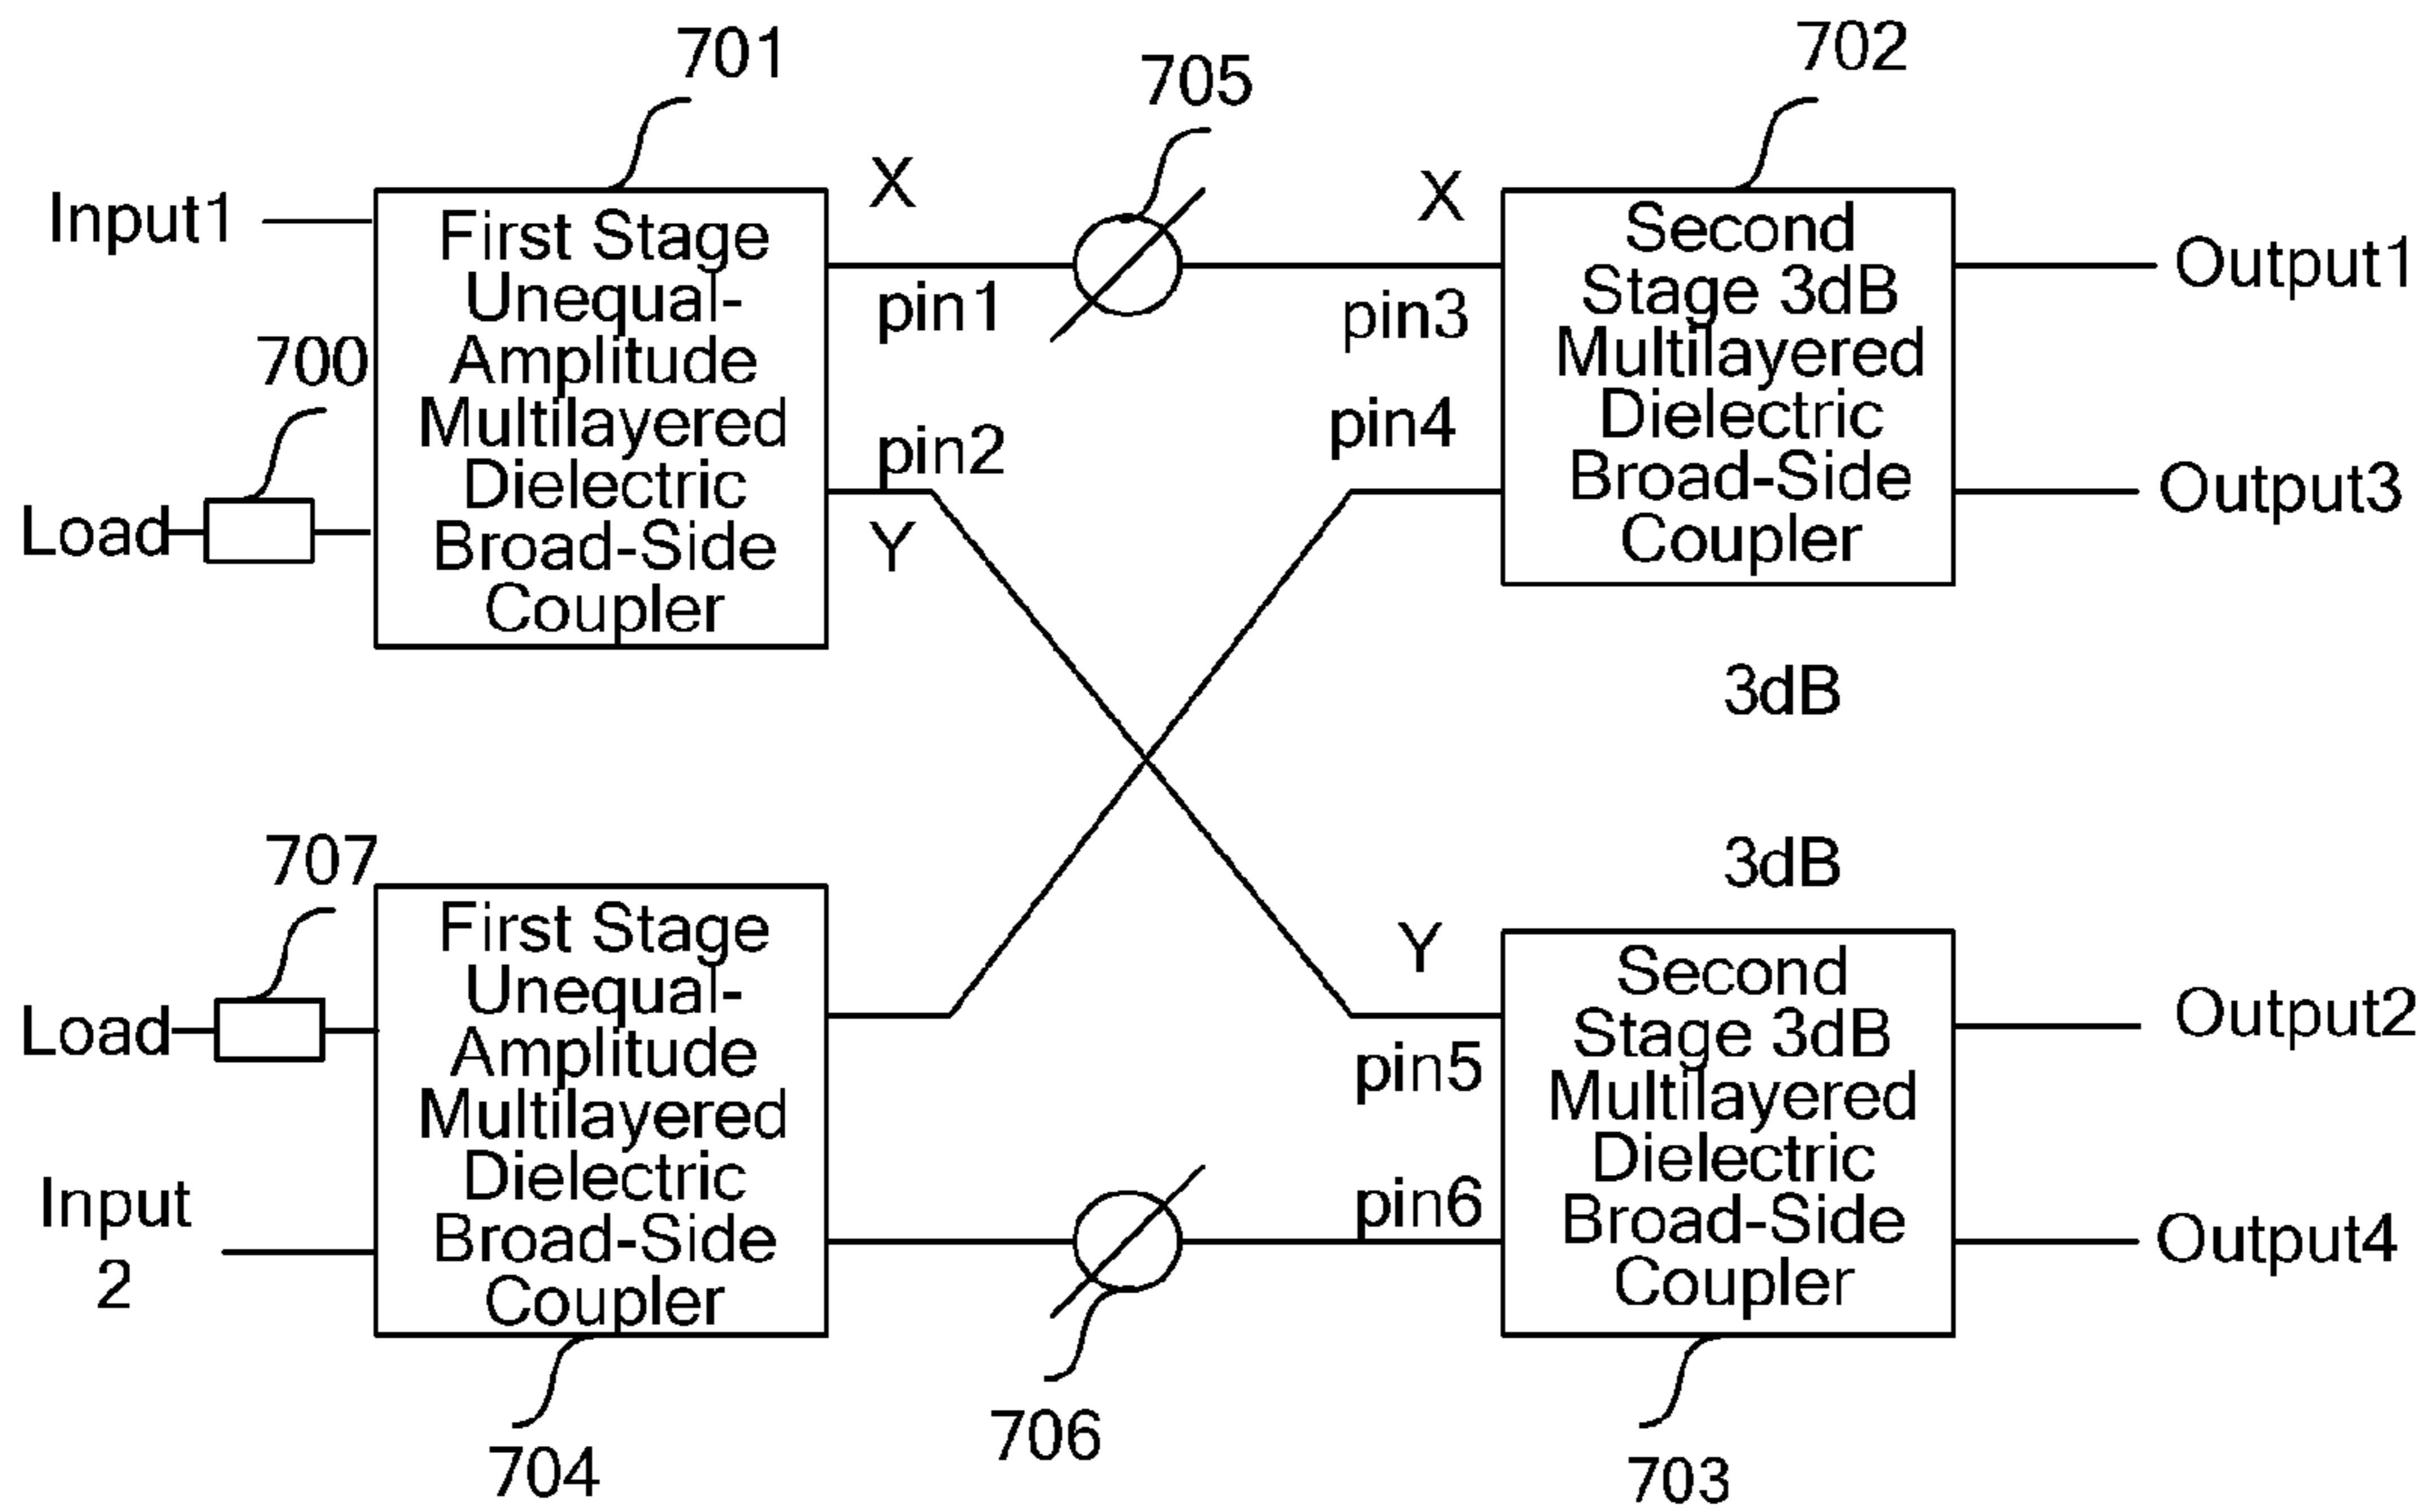 701
702
705
X
X
Input1
First Stage
Unequal-
Amplitude
Multilayered
Dielectric
Broad-Side
Coupler
Second
Stage 3dB
Multilayered
Dielectric
Broad-Side
Coupler
Output1
pin1
pin3
700
pin2
pin4
Output3
Load
Y
3dB
3dB
707
First Stage
Unequal-
Amplitude
Multilayered
Dielectric
Broad-Side
Coupler
Y
Second
Stage 3dB
Multilayered
Dielectric
Broad-Side
Coupler
Load
Output2
pin5
Input
2
pin6
Output4
706
704
703